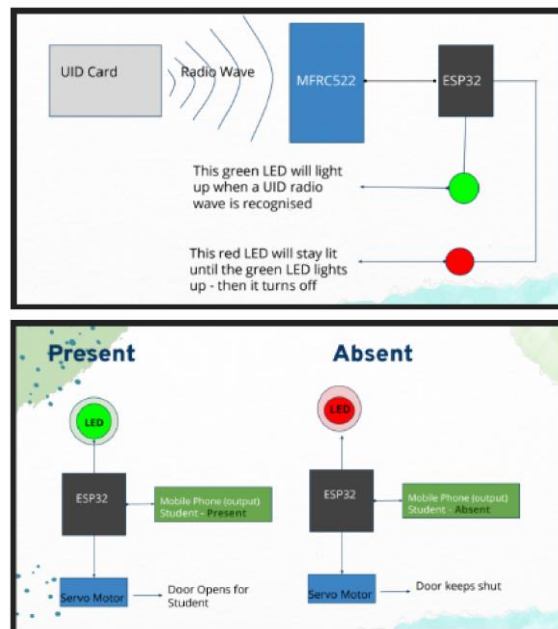 UID Card
Radio Wave
MFRC522
ESP32
This green LED will light
up when a UID radio
wave is recognised
This red LED will stay lit
until the green LED lights
up - then it turns off
Present
Absent
LED
LED
ESP32
Mobile Phone (output)
Student - Present
ESP32
Mobile Phone (output)
Student - Absent
Servo Motor
Door Opens for
Student
Servo Motor
Door keeps shut